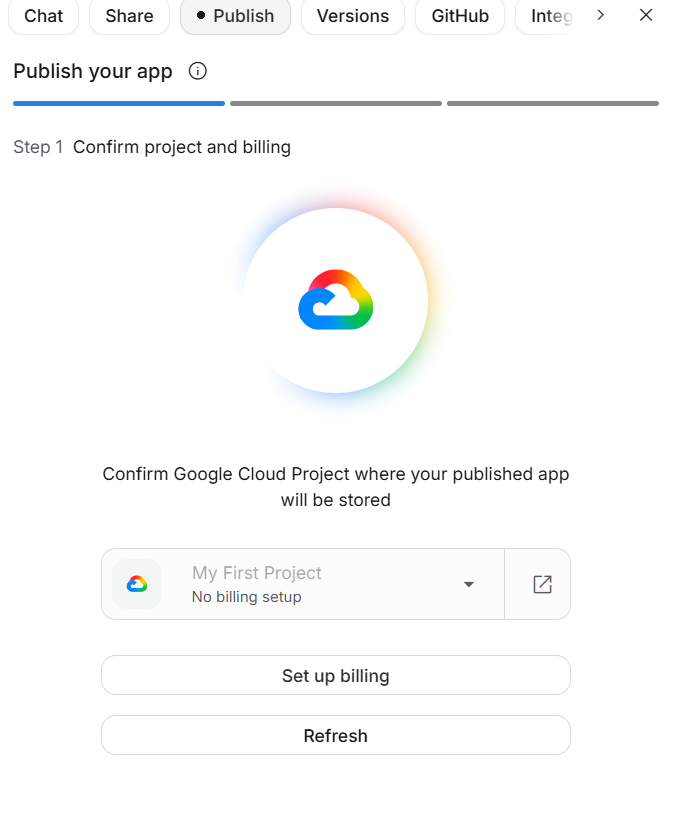 Chat Share Publish Versions GitHub Integ
Publish your app
Step 1 Confirm project and billing
Confirm Google Cloud Project where your published app
will be stored
My First Project
No billing setup
Set up billing
Refresh